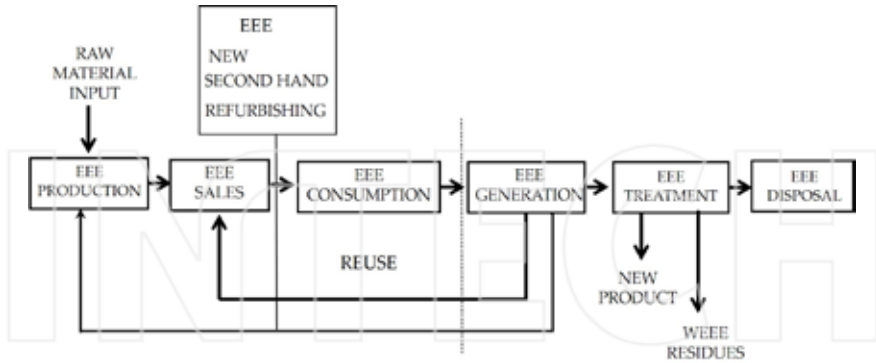 RAW
MATERIAL
INPUT
EEE
NEW
SECOND HAND
REFURBISHING
EEE
PRODUCTION
EEE
SALES
EEE
CONSUMPTION
EEE
GENERATION
EEE
TREATMENT
EEE
DISPOSAL
REUSE
NEW
PRODUCT
WEEE
RESIDUES
INTECH